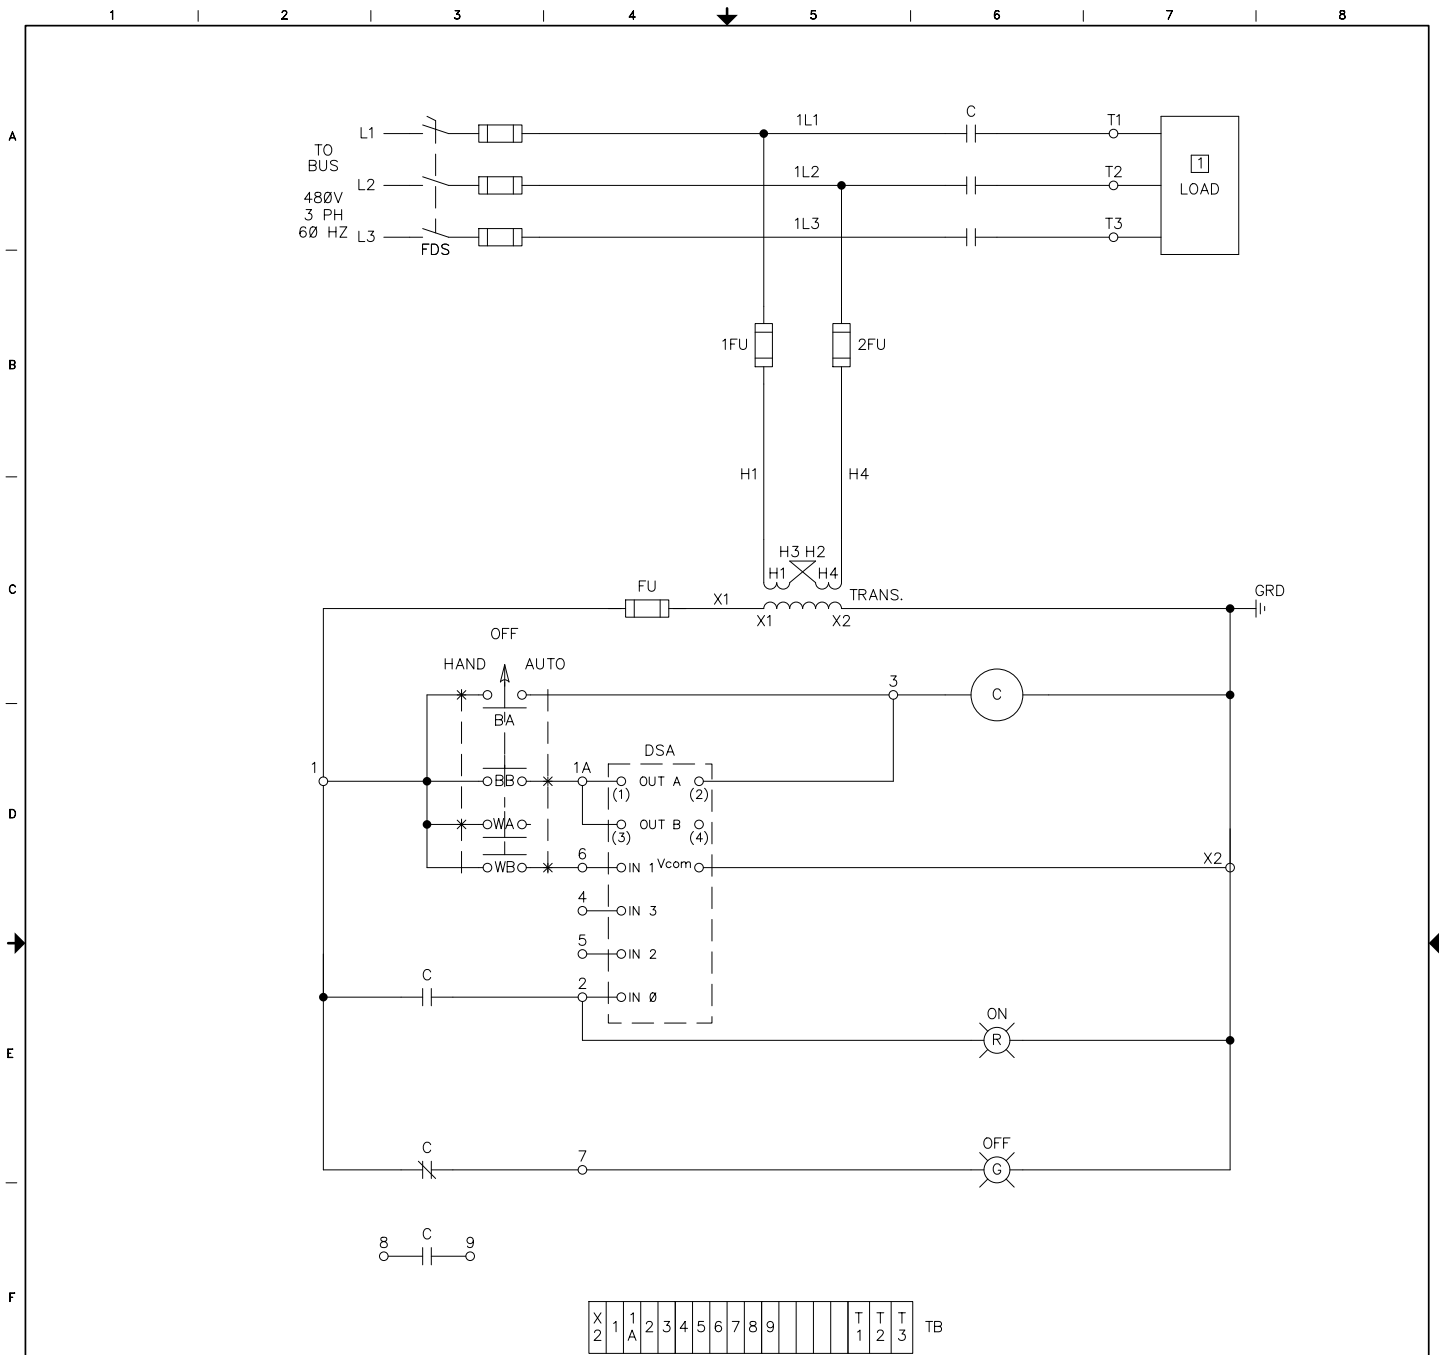 1 2 3 4 5 6 7 8
A
L1 1L1 C T1
TO
BUS
L2 1L2 T2
1
LOAD
48ØV
3 PH
6Ø HZ
L3 1L3 T3
FDS
B
1FU 2FU
H1 H4
H3 H2
H1 H4
C
FU X1 TRANS. GRD
X1 X2
OFF
HAND AUTO
3 C
BA
DSA
1 BB 1A OUT A
(1) (2)
D
WA OUT B
(3) (4)
6 WB IN 1 Vcom X2
4 IN 3
5 IN 2
C 2 IN Ø
ON
R
E
C 7 OFF
G
8 C 9
F
X2 1 1A 2 3 4 5 6 7 8 9 T1 T2 T3 TB